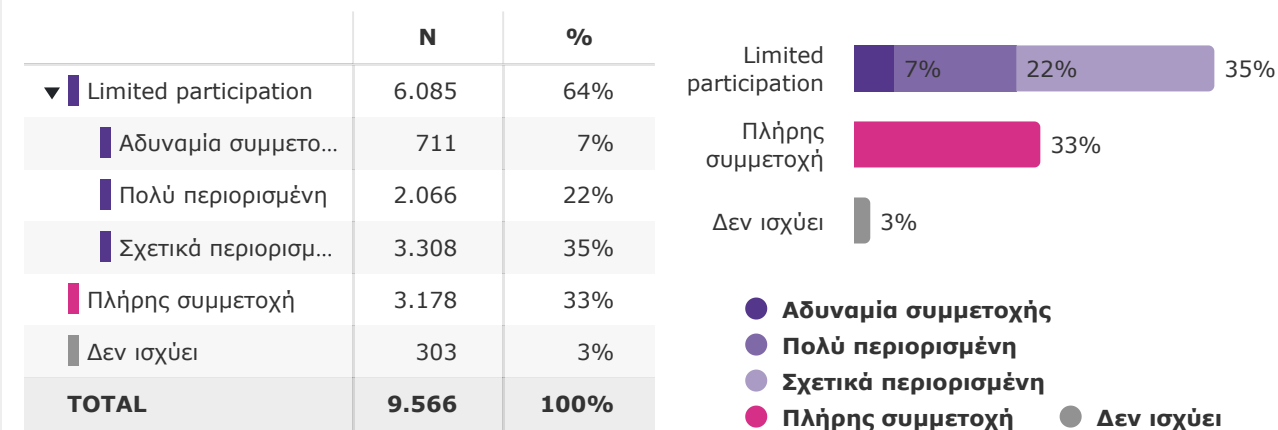 N %
Limited participation 6.085 64%
Αδυναμία συμμετο... 711 7%
Πολύ περιορισμένη 2.066 22%
Σχετικά περιορισμ... 3.308 35%
Πλήρης συμμετοχή 3.178 33%
Δεν ισχύει 303 3%
TOTAL 9.566 100%
Limited
participation
7% 22% 35%
Πλήρης
συμμετοχή
33%
Δεν ισχύει 3%
Αδυναμία συμμετοχής
Πολύ περιορισμένη
Σχετικά περιορισμένη
Πλήρης συμμετοχή Δεν ισχύει